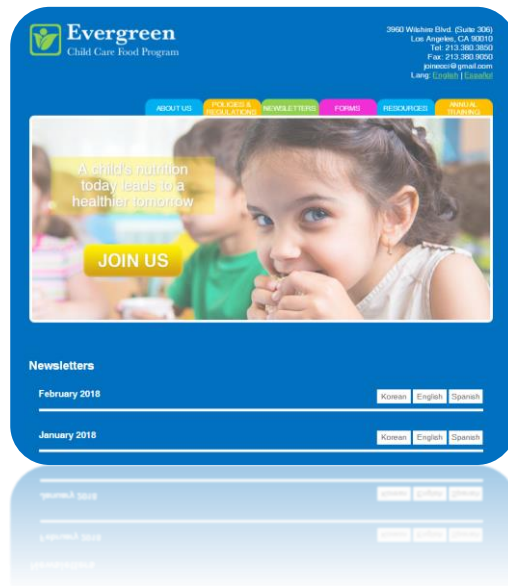 Evergreen
Child Care Food Program
3960 Wilshire Blvd. (Suite 306)
Los Angeles, CA 90010
Tel: 213.380.3850
Fax: 213.380.9050
joineccr@gmail.com
Lang: English | Español
ABOUT US
POLICIES &
REGULATIONS
NEWSLETTERS
FORMS
RESOURCES
ANNUAL
TRAINING
A child's nutrition
today leads to a
healthier tomorrow
JOIN US
Newsletters
February 2018
Korean English Spanish
January 2018
Korean English Spanish